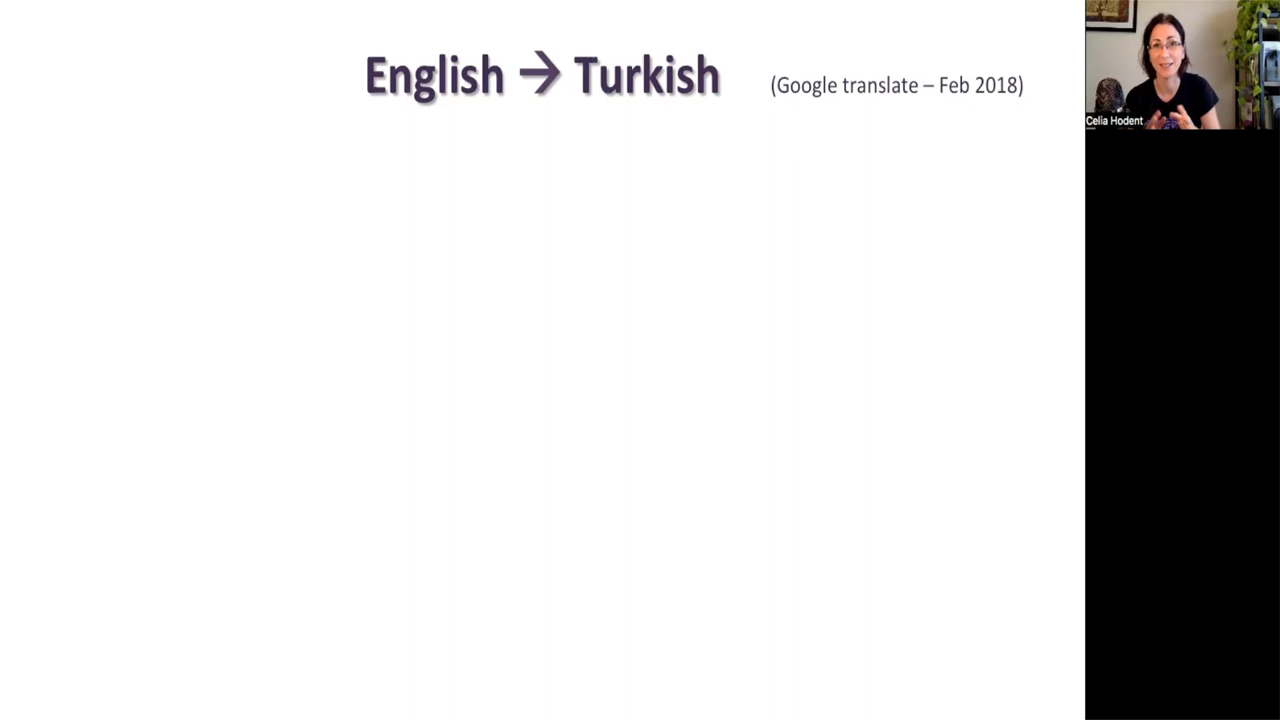 English → Turkish (Google translate – Feb 2018)
Celia Hodent